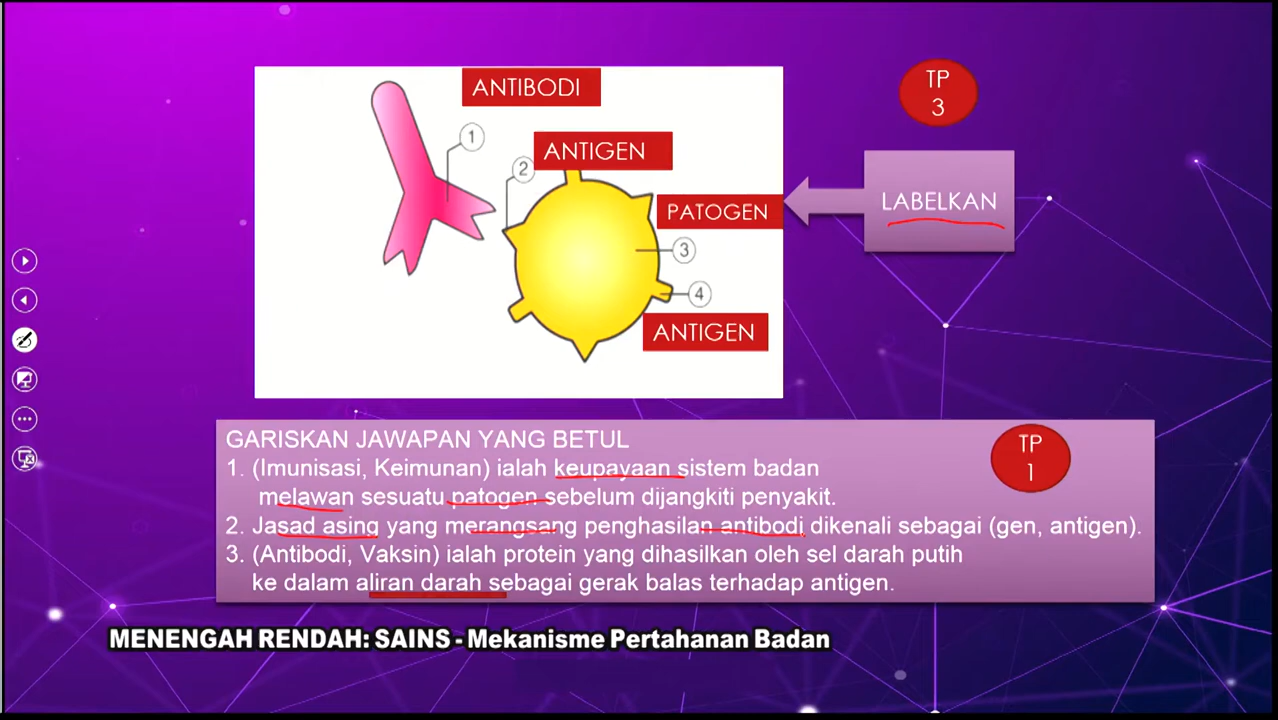 ANTIBODI
1
ANTIGEN
2
PATOGEN
3
4
ANTIGEN
TP
3
LABELKAN
GARISKAN JAWAPAN YANG BETUL
1. (Imunisasi, Keimunan) ialah keupayaan sistem badan
melawan sesuatu patogen sebelum dijangkiti penyakit.
2. Jasad asing yang merangsang penghasilan antibodi dikenali sebagai (gen, antigen).
3. (Antibodi, Vaksin) ialah protein yang dihasilkan oleh sel darah putih
ke dalam aliran darah sebagai gerak balas terhadap antigen.
TP
1
MENENGAH RENDAH: SAINS - Mekanisme Pertahanan Badan